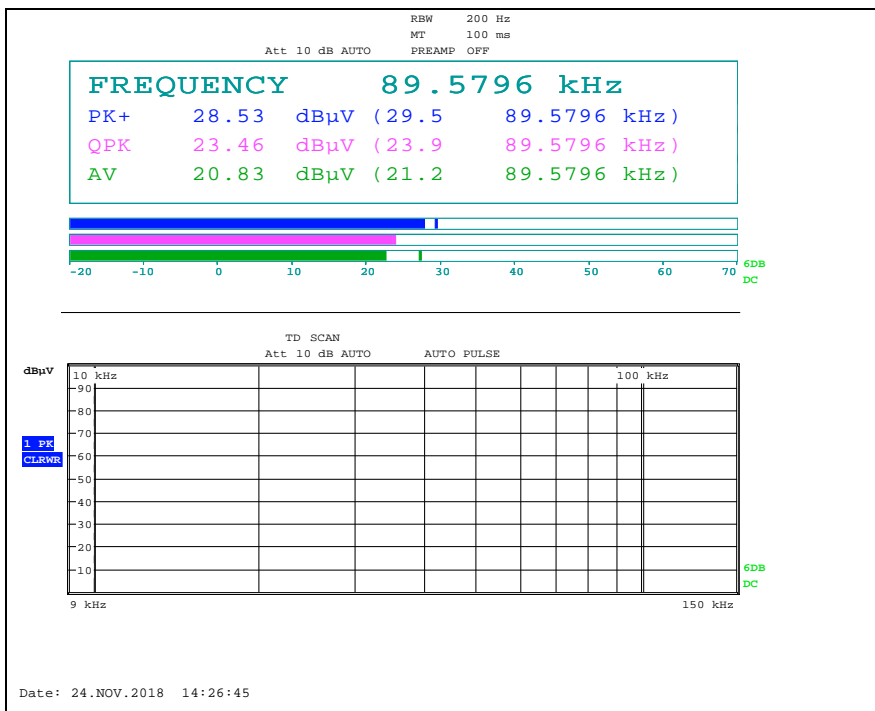 RBW 200 Hz
MT 100 ms
Att 10 dB AUTO PREAMP OFF
FREQUENCY 89.5796 kHz
PK+ 28.53 dBµV (29.5 89.5796 kHz)
QPK 23.46 dBµV (23.9 89.5796 kHz)
AV 20.83 dBµV (21.2 89.5796 kHz)
-20 -10 0 10 20 30 40 50 60 70
6DB
DC
TD SCAN
Att 10 dB AUTO AUTO PULSE
dBµV
10 kHz 100 kHz
90
80
70
1 PK
CLRWR
60
50
40
30
20
10
6DB
DC
9 kHz 150 kHz
Date: 24.NOV.2018 14:26:45